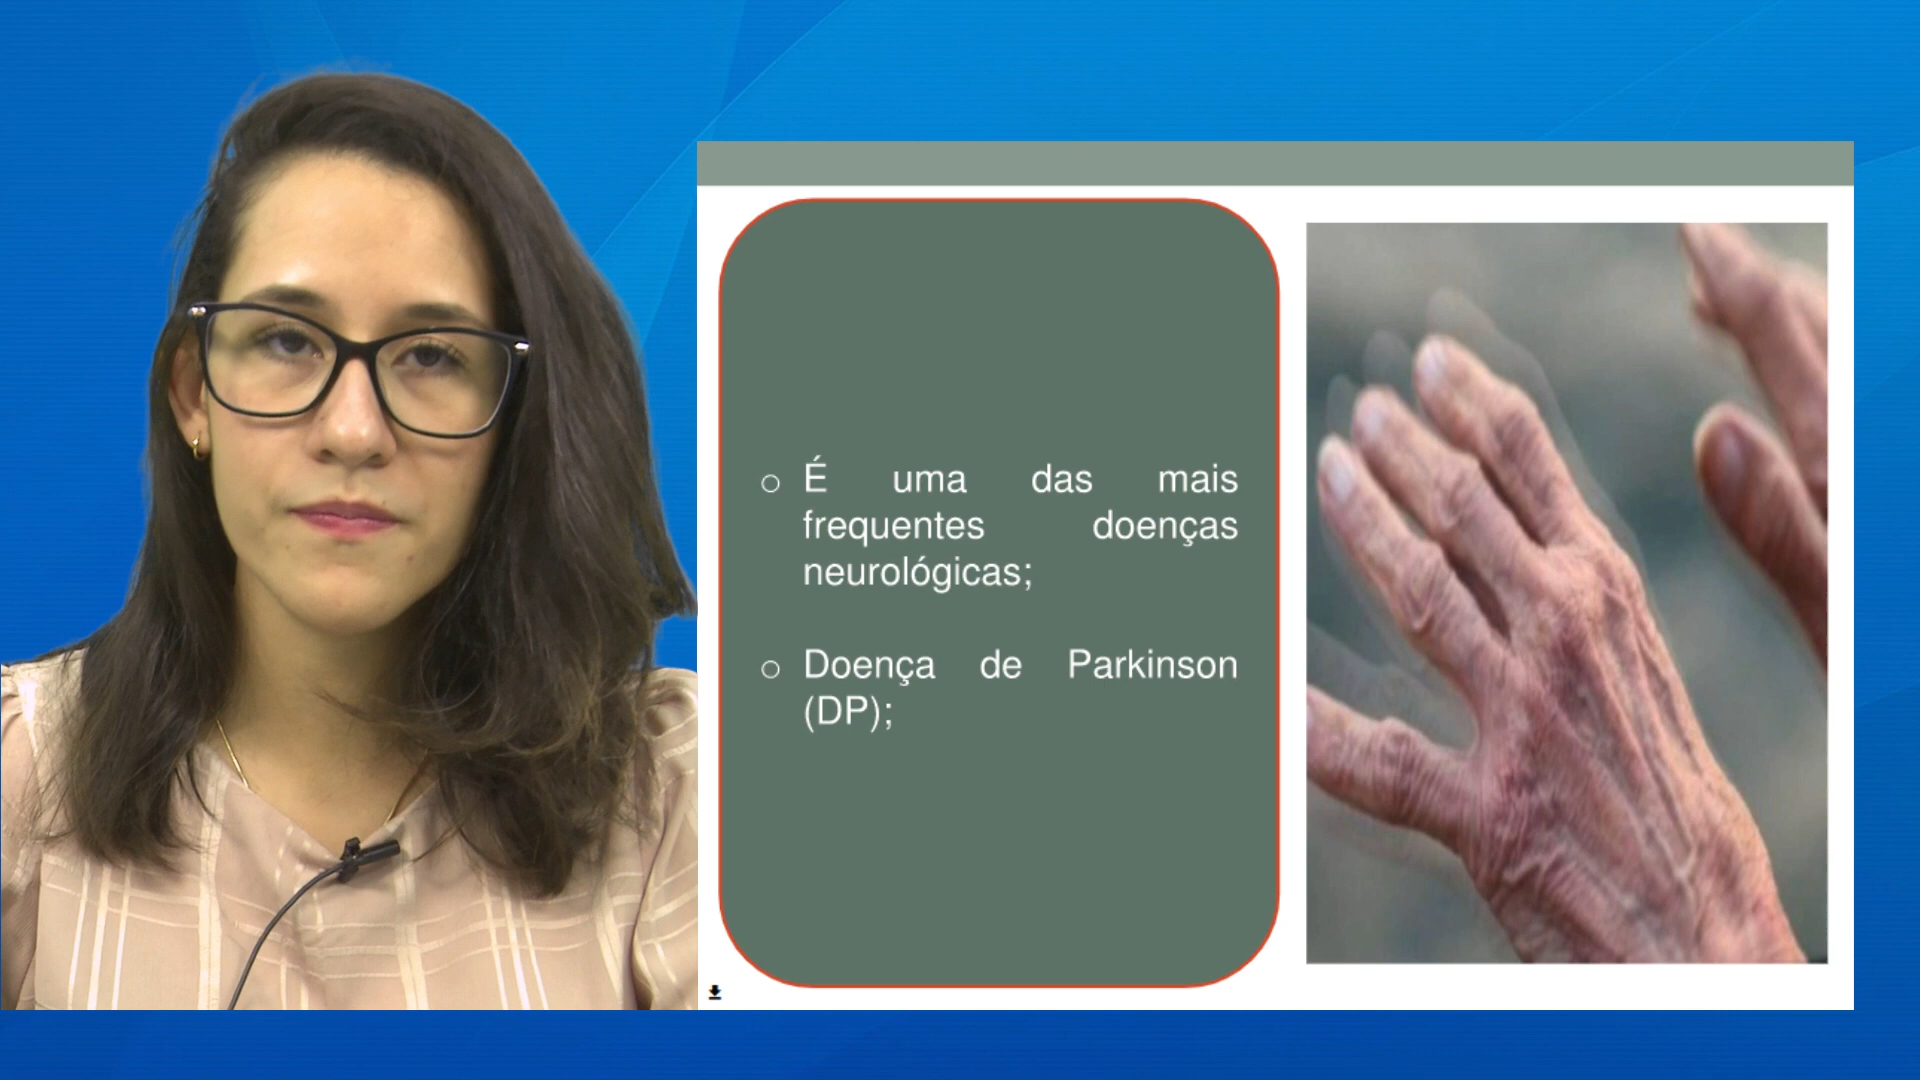 É uma das mais
frequentes doenças
neurológicas;
Doença de Parkinson
(DP);